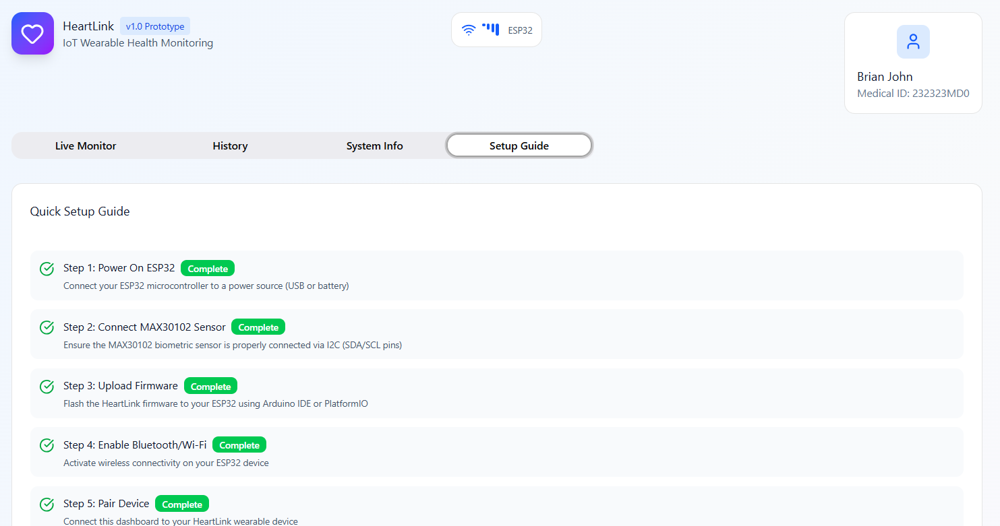 HeartLink v1.0 Prototype
IoT Wearable Health Monitoring
ESP32
Brian John
Medical ID: 232323MD0
Live Monitor History System Info Setup Guide
Quick Setup Guide
Step 1: Power On ESP32 Complete
Connect your ESP32 microcontroller to a power source (USB or battery)
Step 2: Connect MAX30102 Sensor Complete
Ensure the MAX30102 biometric sensor is properly connected via I2C (SDA/SCL pins)
Step 3: Upload Firmware Complete
Flash the HeartLink firmware to your ESP32 using Arduino IDE or PlatformIO
Step 4: Enable Bluetooth/Wi-Fi Complete
Activate wireless connectivity on your ESP32 device
Step 5: Pair Device Complete
Connect this dashboard to your HeartLink wearable device